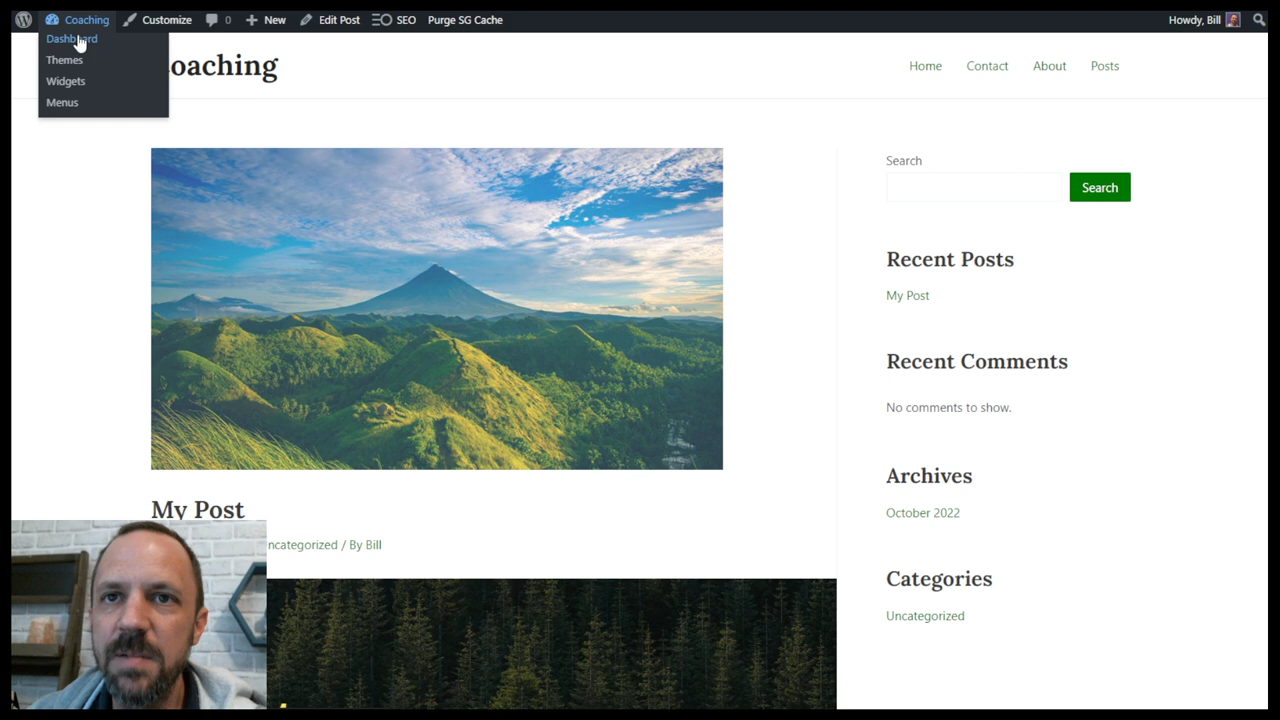 Coaching Customize 0 New Edit Post SEO Purge SG Cache Howdy, Bill
Dashboard
Themes
Widgets
Menus
oaching
Home Contact About Posts
Search
Search
Recent Posts
My Post
Recent Comments
No comments to show.
Archives
October 2022
Categories
Uncategorized
My Post
ncategorized / By Bill